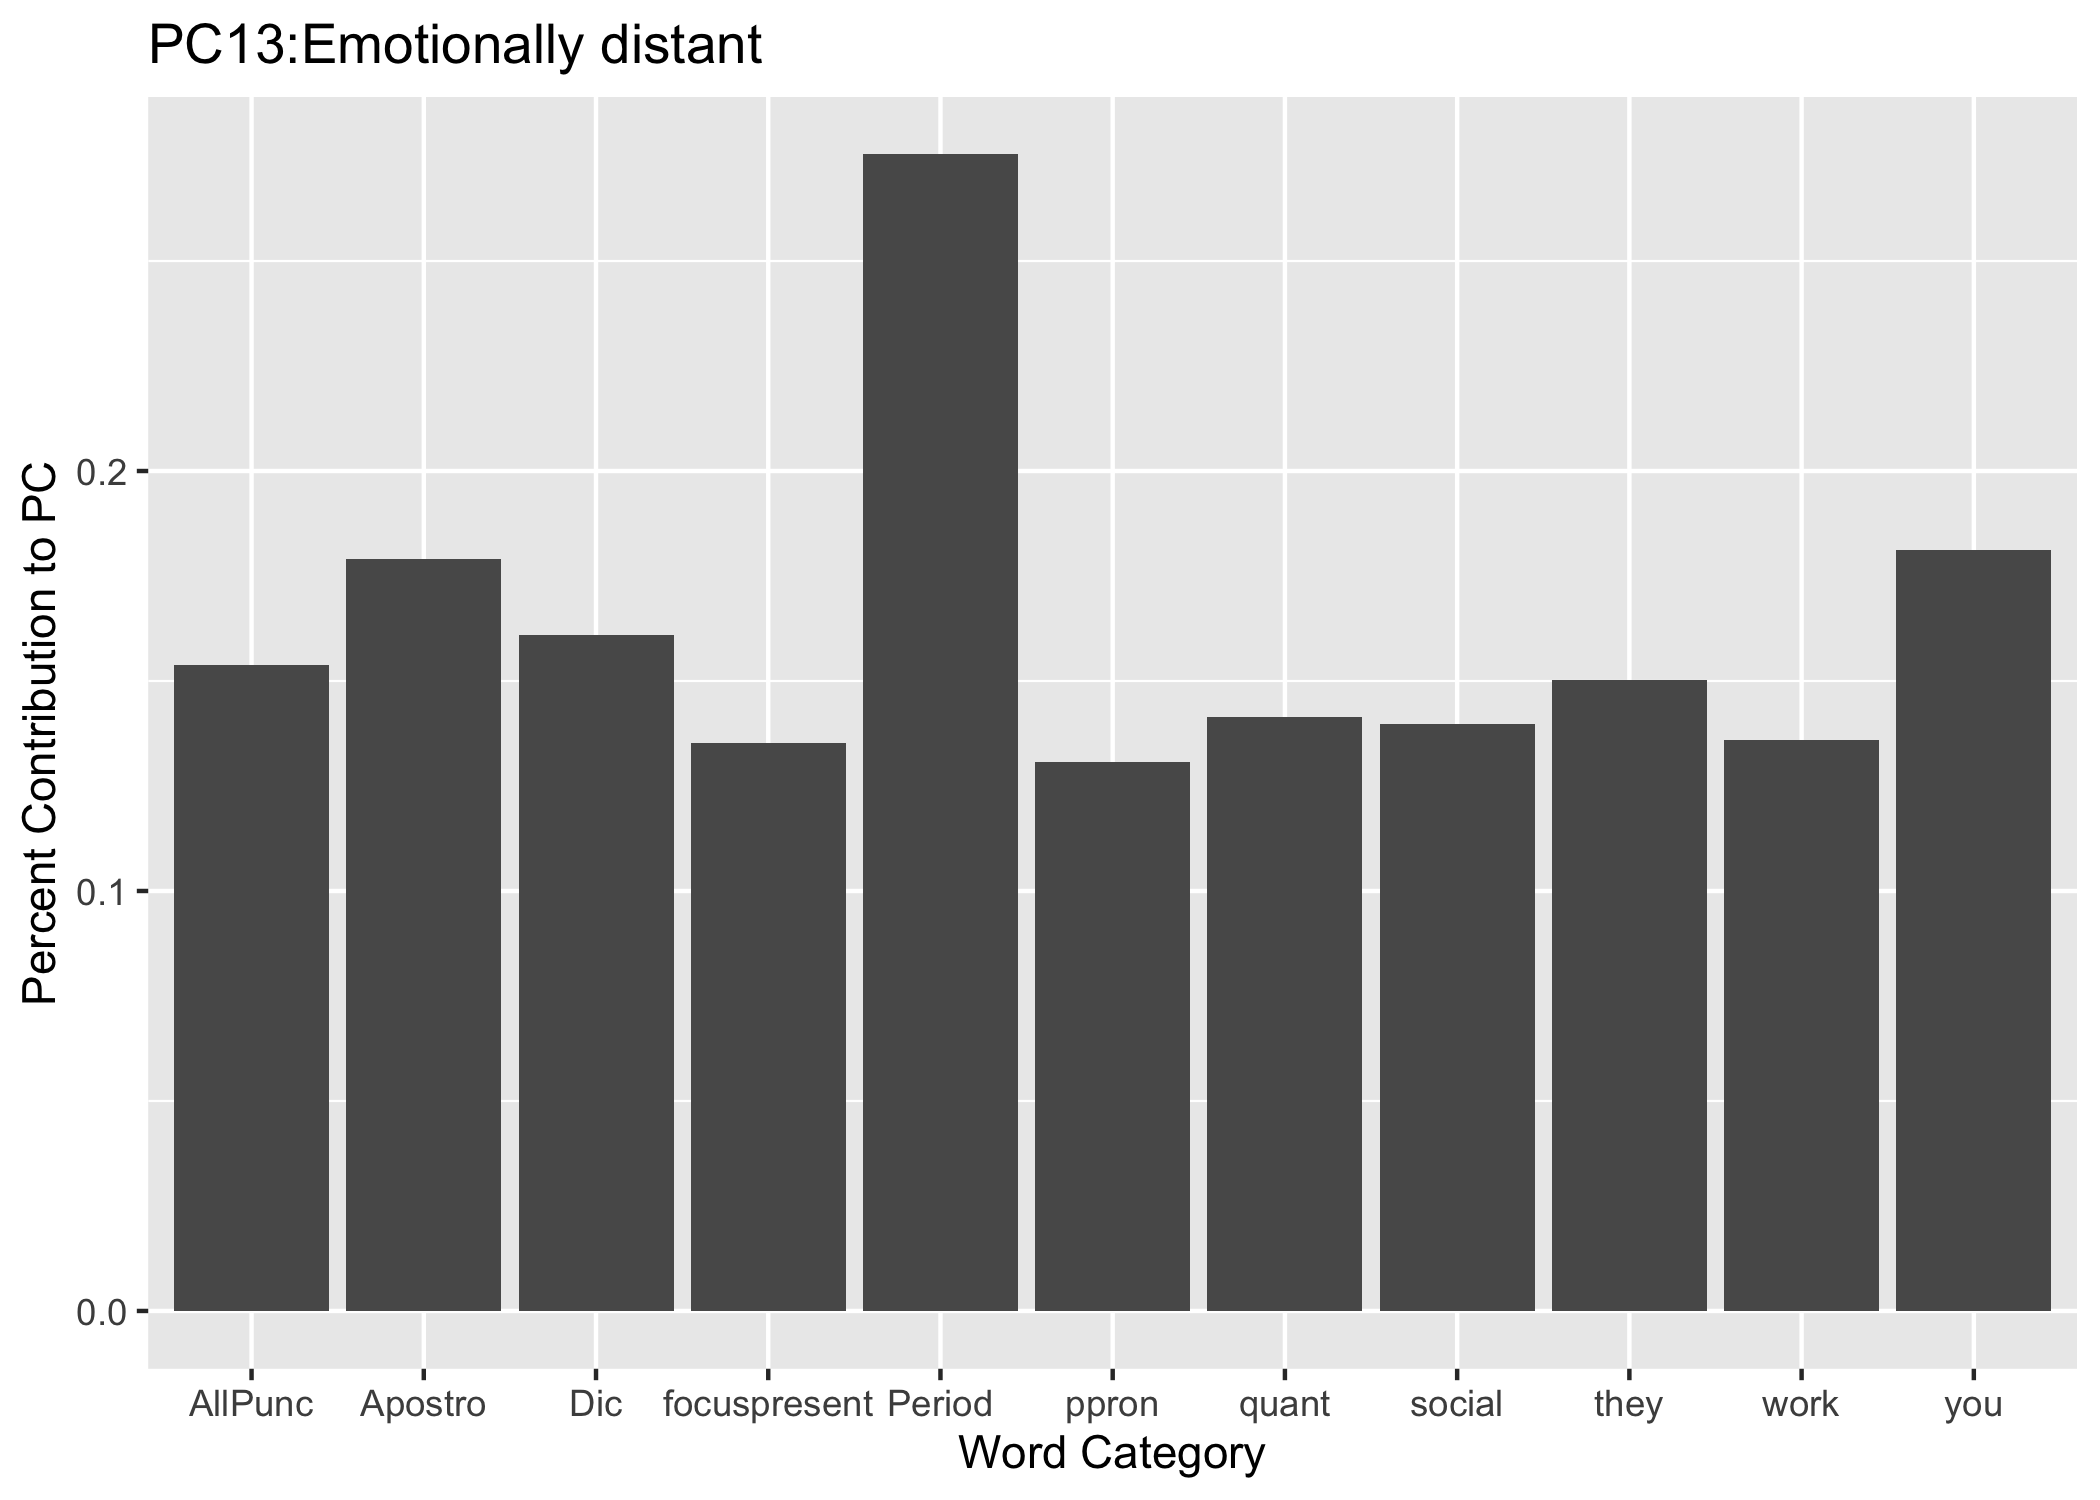 PC13:Emotionally distant
Percent Contribution to PC
0.2
0.1
0.0
AllPunc Apostro Dic focuspresent Period ppron quant social they work you
Word Category